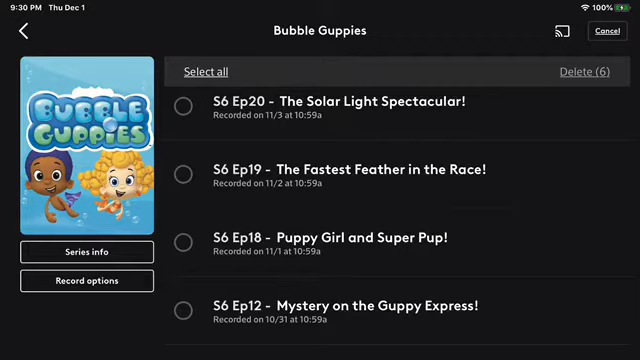 9:30 PM Thu Dec 1
100%
Bubble Guppies
Cancel
BUBBLE
GUPPIES
Select all
Delete (6)
S6 Ep20 - The Solar Light Spectacular!
Recorded on 11/3 at 10:59a
S6 Ep19 - The Fastest Feather in the Race!
Recorded on 11/2 at 10:59a
S6 Ep18 - Puppy Girl and Super Pup!
Recorded on 11/1 at 10:59a
Series info
Record options
S6 Ep12 - Mystery on the Guppy Express!
Recorded on 10/31 at 10:59a